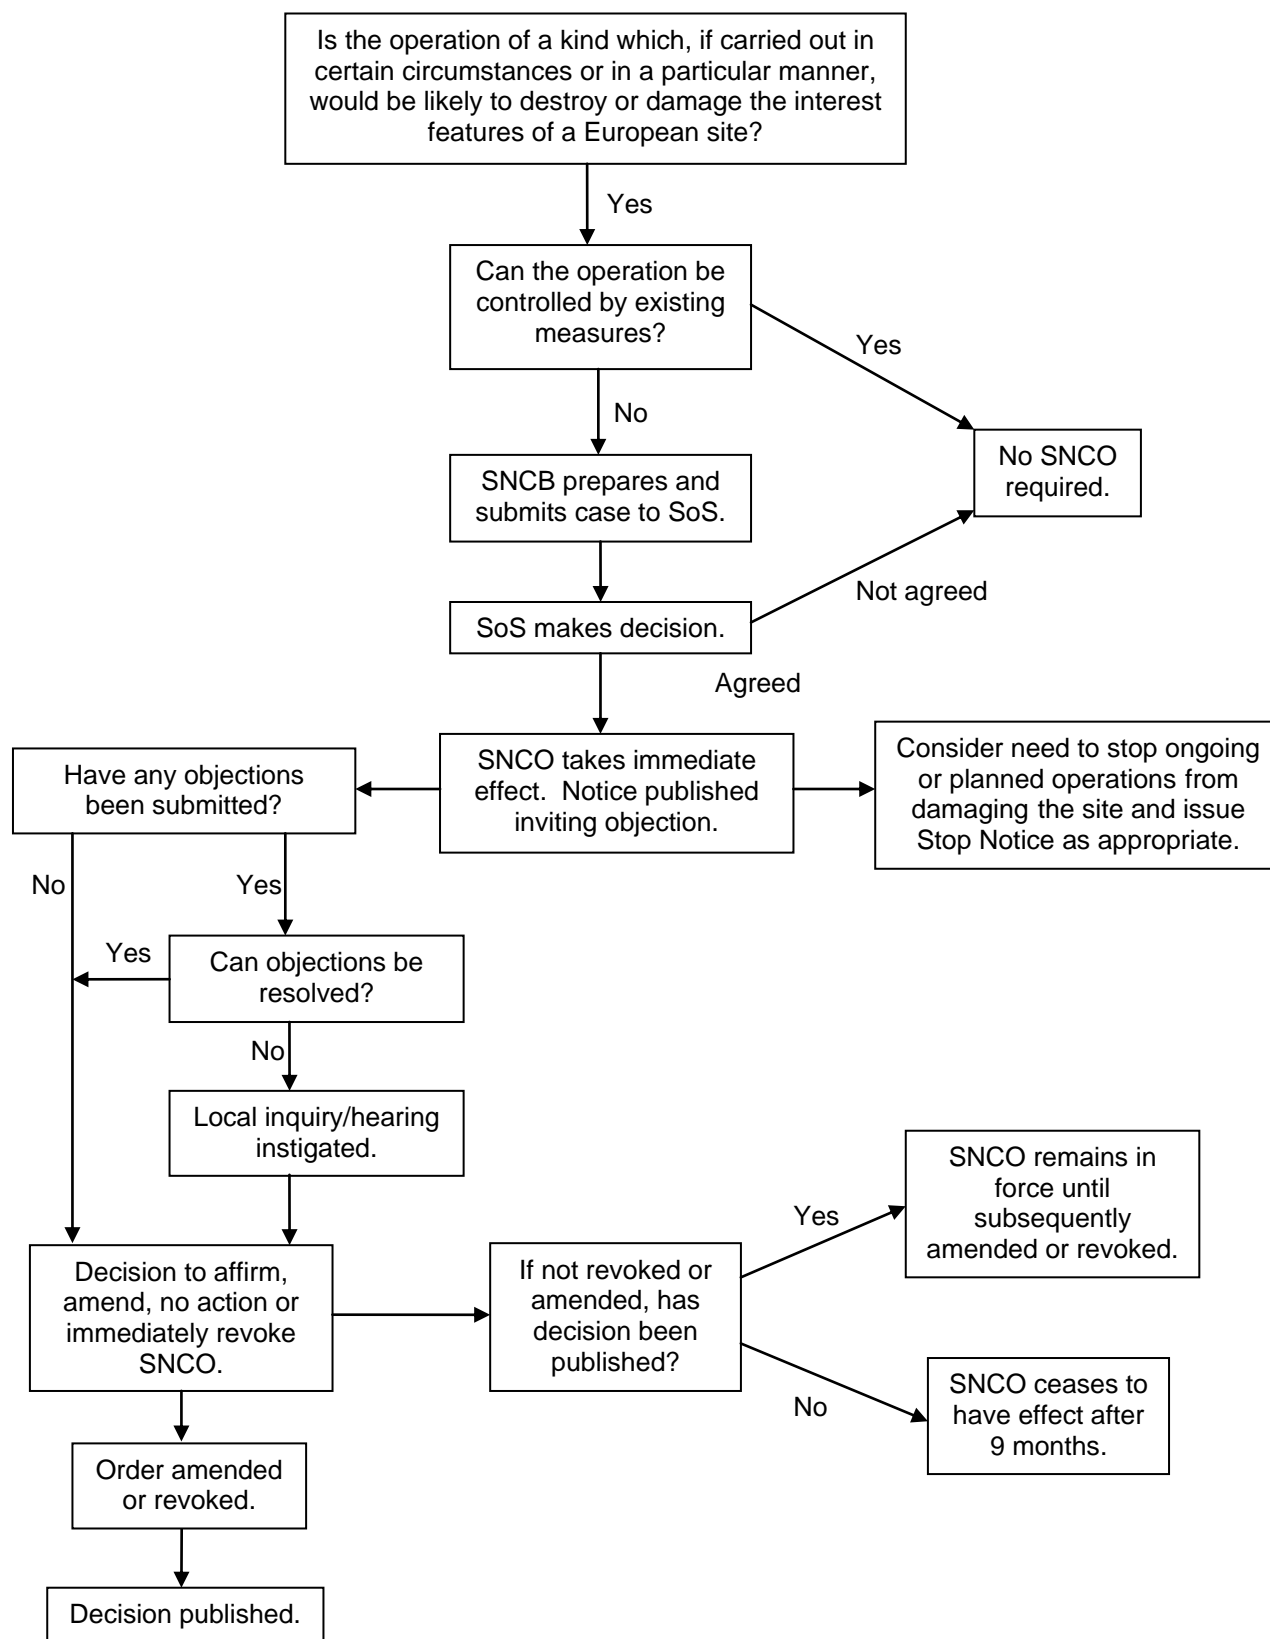 Is the operation of a kind which, if carried out in
certain circumstances or in a particular manner,
would be likely to destroy or damage the interest
features of a European site?
Yes
Can the operation be
controlled by existing
measures?
Yes
No
No SNCO
required.
SNCB prepares and
submits case to SoS.
Not agreed
SoS makes decision.
Agreed
SNCO takes immediate
effect.  Notice published
inviting objection.
Consider need to stop ongoing
or planned operations from
damaging the site and issue
Stop Notice as appropriate.
Have any objections
been submitted?
No
Yes
Yes
Can objections be
resolved?
No
Local inquiry/hearing
instigated.
Decision to affirm,
amend, no action or
immediately revoke
SNCO.
If not revoked or
amended, has
decision been
published?
Yes
SNCO remains in
force until
subsequently
amended or revoked.
No
SNCO ceases to
have effect after
9 months.
Order amended
or revoked.
Decision published.